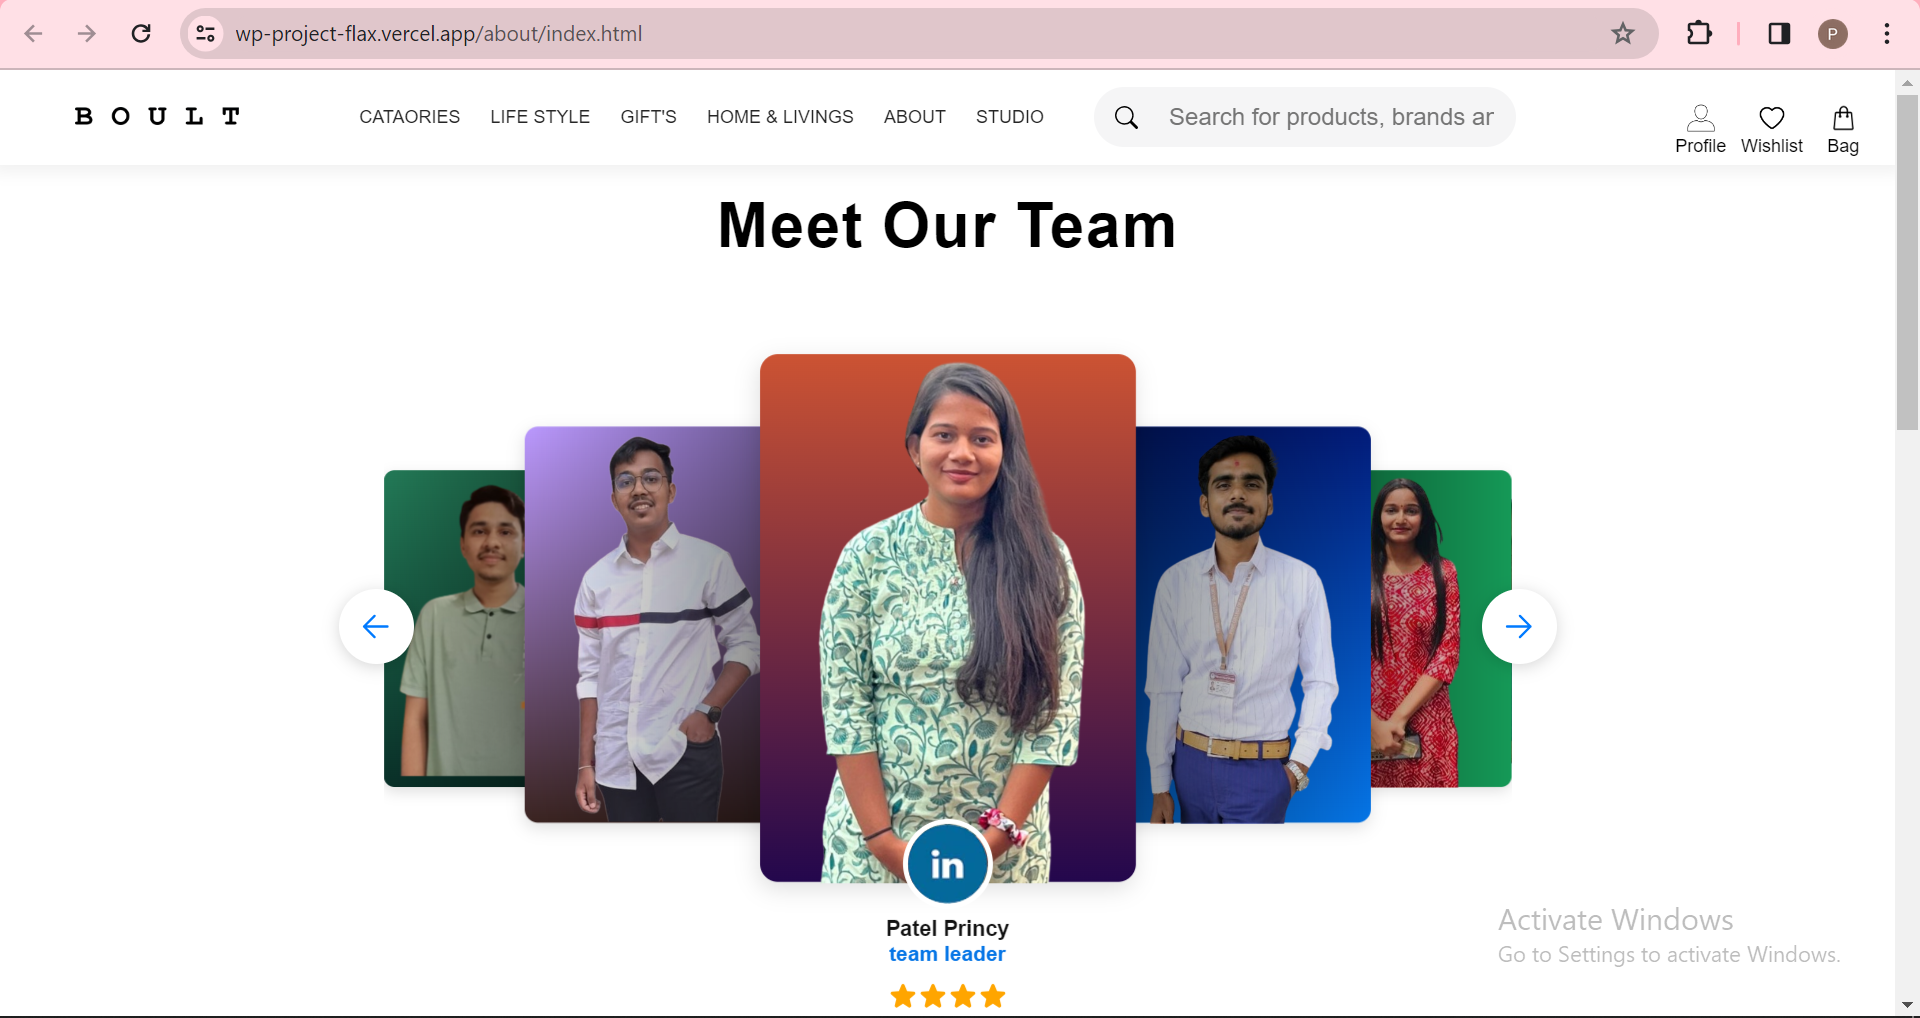 wp-project-flax.vercel.app/about/index.html
P
BOULT
CATAORIES
LIFE STYLE
GIFT'S
HOME & LIVINGS
ABOUT
STUDIO
Search for products, brands ar
Profile
Wishlist
Bag
Meet Our Team
in
Patel Princy
team leader
Activate Windows
Go to Settings to activate Windows.